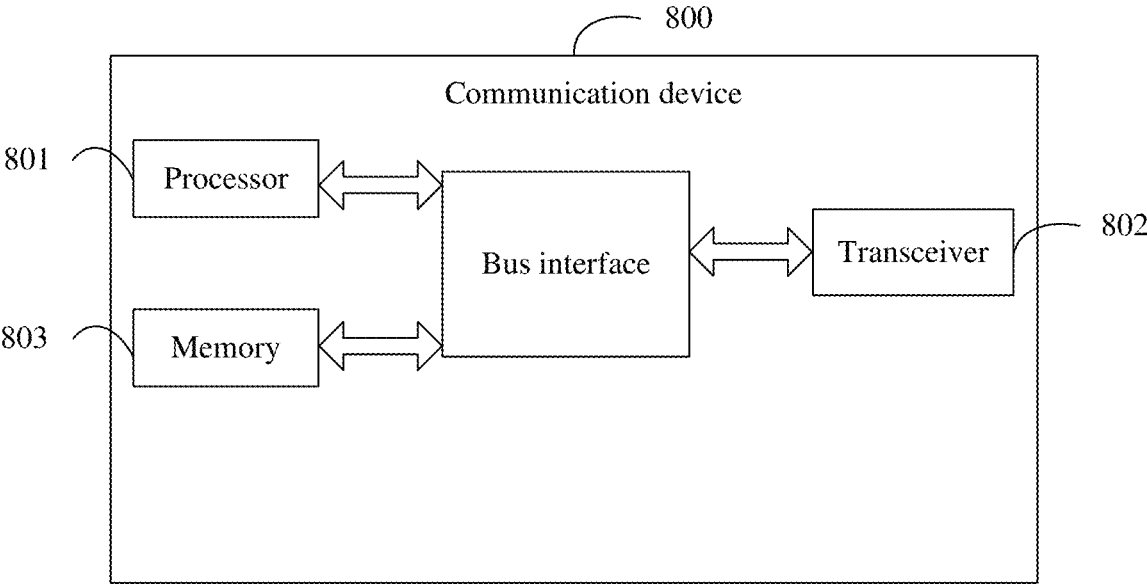 800
Communication device
801
Processor
Bus interface
Transceiver
802
803
Memory